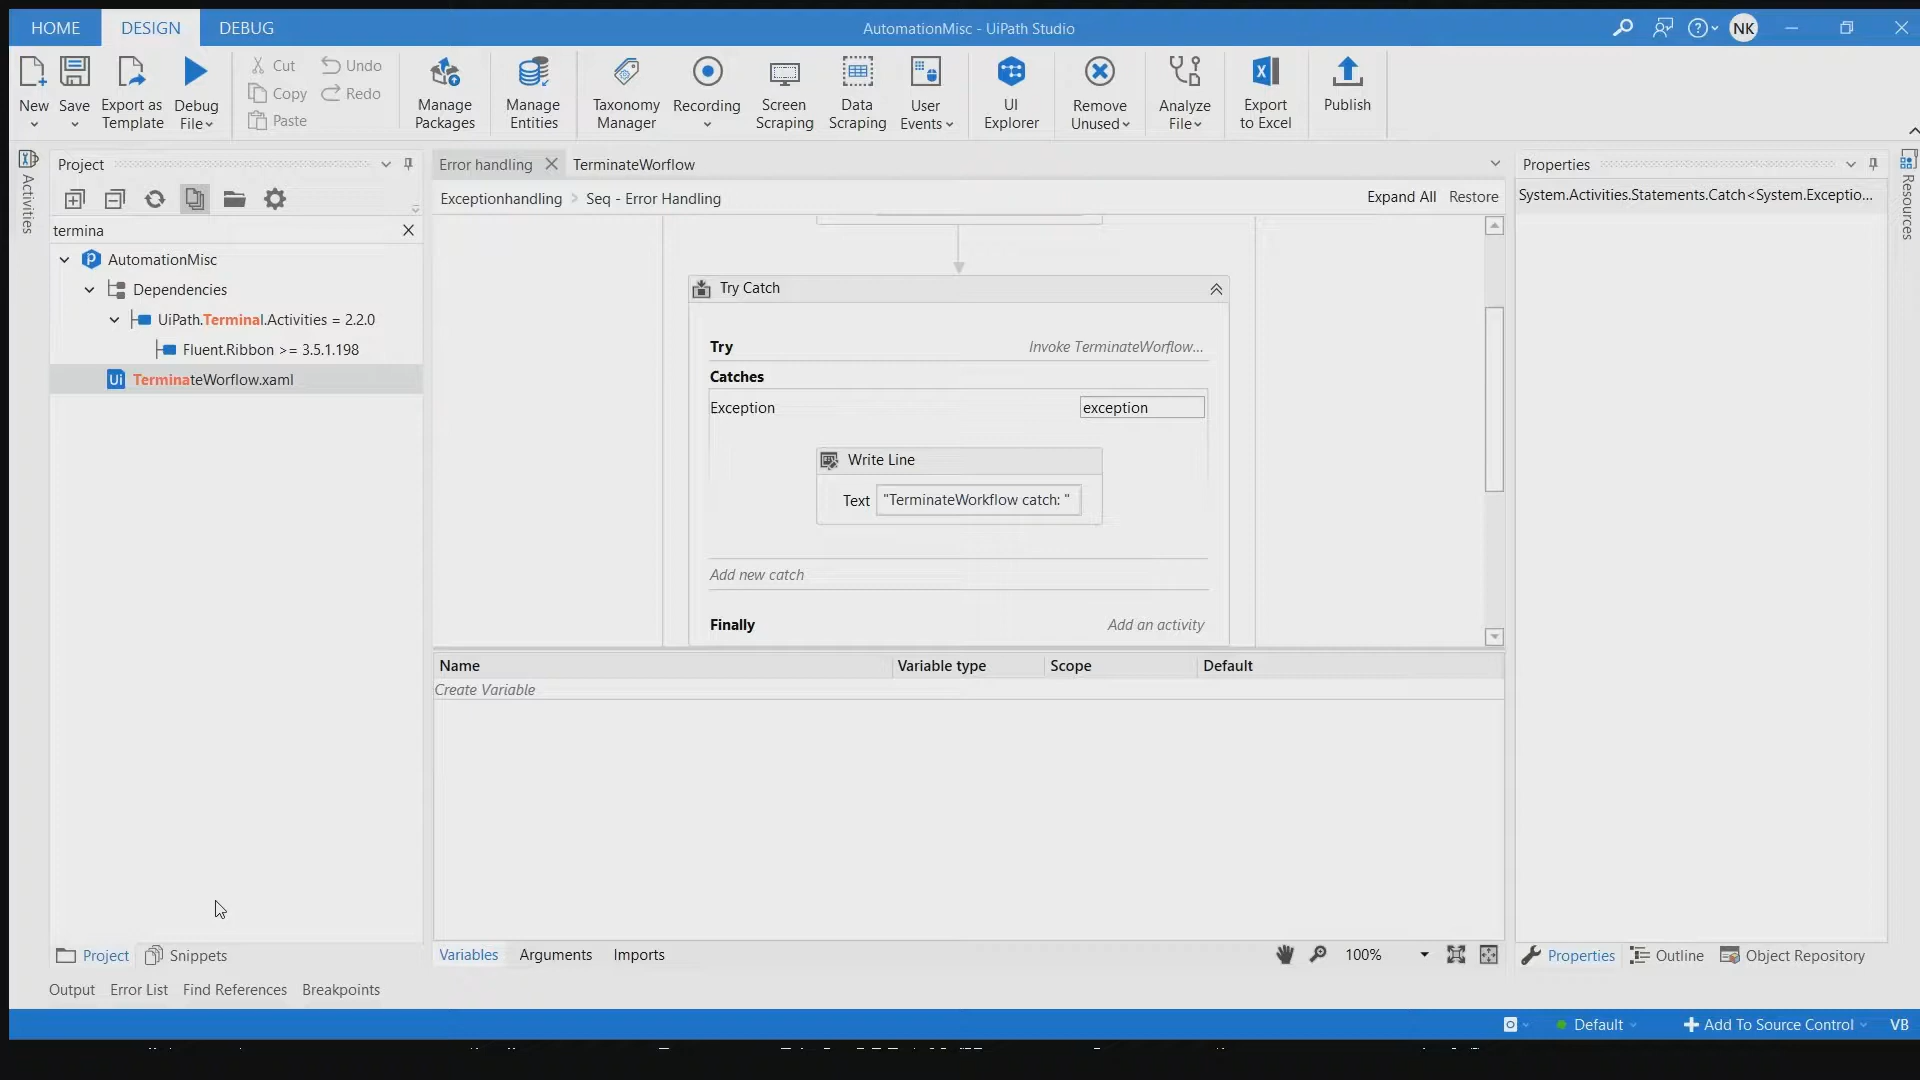 HOME DESIGN DEBUG AutomationMisc - UiPath Studio NK
New Save Export as Template Debug File Cut Copy Paste Undo Redo Manage Packages Manage Entities Taxonomy Manager Recording Screen Scraping Data Scraping User Events UI Explorer Remove Unused Analyze File Export to Excel Publish
Activities
Project
termina
AutomationMisc
Dependencies
UiPath.Terminal.Activities = 2.2.0
Fluent.Ribbon >= 3.5.1.198
TerminateWorflow.xaml
Project Snippets
Error handling TerminateWorflow
Exceptionhandling > Seq - Error Handling Expand All Restore
Try Catch
Try Invoke TerminateWorflow...
Catches
Exception exception
Write Line
Text "TerminateWorkflow catch: "
Add new catch
Finally Add an activity
Name Variable type Scope Default
Create Variable
Variables Arguments Imports 100%
Properties
System.Activities.Statements.Catch<System.Exceptio...
Resources
Properties Outline Object Repository
Output Error List Find References Breakpoints
Default Add To Source Control VB